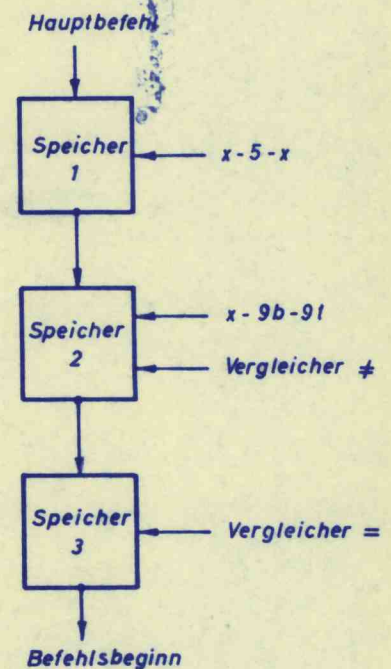 Hauptbefehl
Speicher
1
x - 5 - x
Speicher
2
x - 9b - 9t
Vergleicher ≠
Speicher
3
Vergleicher =
Befehlsbeginn